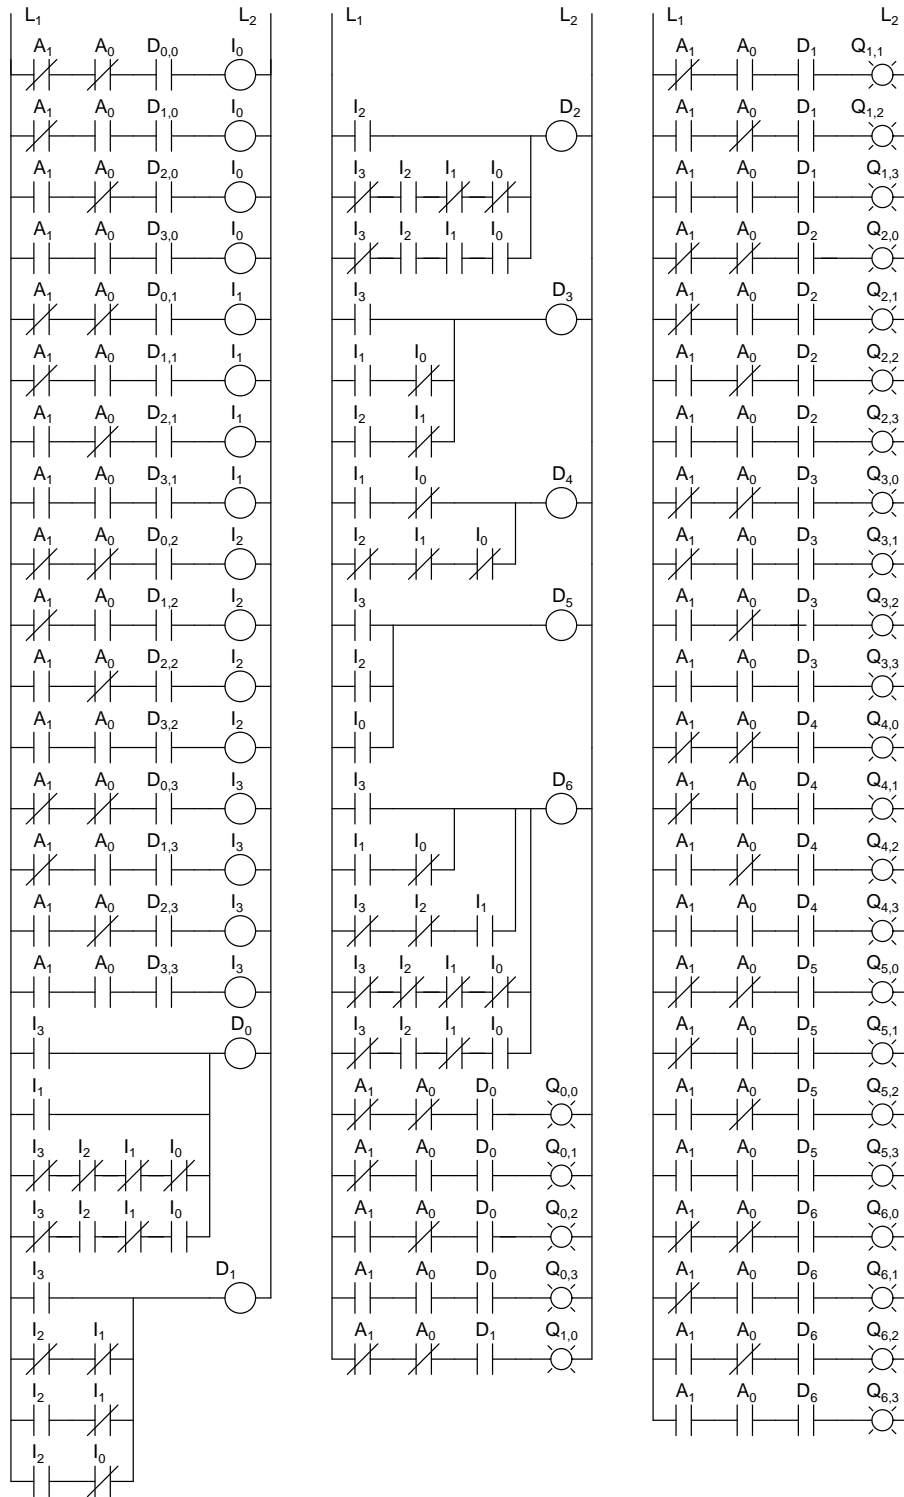 L1 L2
A1 A0 D0,0 I0
A1 A0 D1,0 I0
A1 A0 D2,0 I0
A1 A0 D3,0 I0
A1 A0 D0,1 I1
A1 A0 D1,1 I1
A1 A0 D2,1 I1
A1 A0 D3,1 I1
A1 A0 D0,2 I2
A1 A0 D1,2 I2
A1 A0 D2,2 I2
A1 A0 D3,2 I2
A1 A0 D0,3 I3
A1 A0 D1,3 I3
A1 A0 D2,3 I3
A1 A0 D3,3 I3
I3 D0
I1
I3 I2 I1 I0
I3 I2 I1 I0
I3 D1
I2 I1
I2 I1
I2 I0
L1 L2
I2 D2
I3 I2 I1 I0
I3 I2 I1 I0
I3 D3
I1 I0
I2 I1
I1 I0 D4
I2 I1 I0
I3 D5
I2
I0
I3 D6
I1 I0
I3 I2 I1
I3 I2 I1 I0
I3 I2 I1 I0
A1 A0 D0 Q0,0
A1 A0 D0 Q0,1
A1 A0 D0 Q0,2
A1 A0 D0 Q0,3
A1 A0 D1 Q1,0
L1 L2
A1 A0 D1 Q1,1
A1 A0 D1 Q1,2
A1 A0 D1 Q1,3
A1 A0 D2 Q2,0
A1 A0 D2 Q2,1
A1 A0 D2 Q2,2
A1 A0 D2 Q2,3
A1 A0 D3 Q3,0
A1 A0 D3 Q3,1
A1 A0 D3 Q3,2
A1 A0 D3 Q3,3
A1 A0 D4 Q4,0
A1 A0 D4 Q4,1
A1 A0 D4 Q4,2
A1 A0 D4 Q4,3
A1 A0 D5 Q5,0
A1 A0 D5 Q5,1
A1 A0 D5 Q5,2
A1 A0 D5 Q5,3
A1 A0 D6 Q6,0
A1 A0 D6 Q6,1
A1 A0 D6 Q6,2
A1 A0 D6 Q6,3